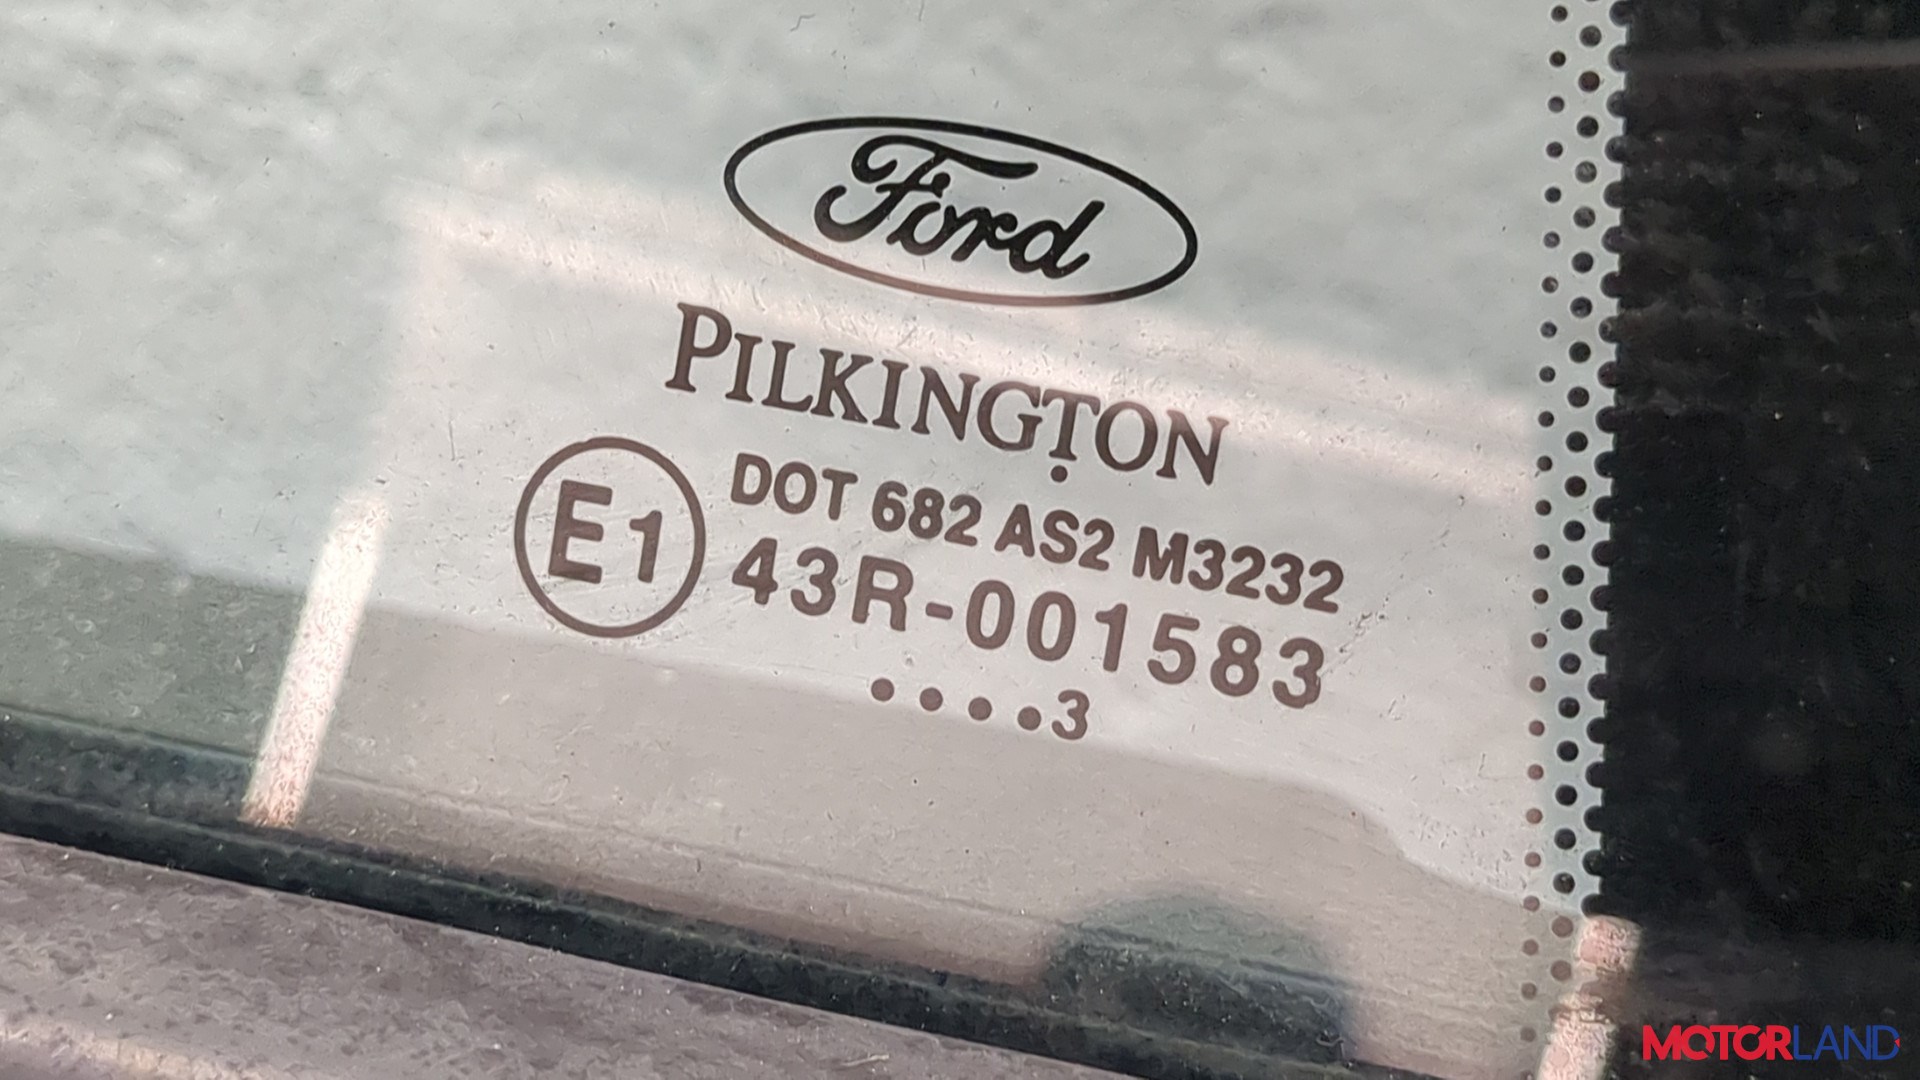 Ford
PILKINGTON
E1
DOT 682 AS2 M3232
43R-001583
....3
MOTORLAND